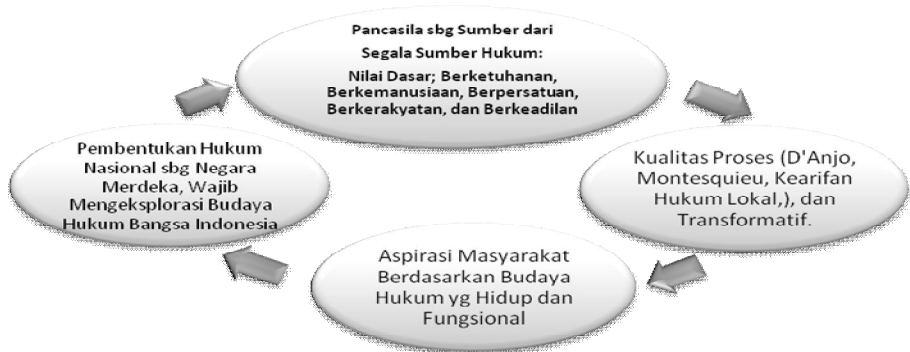 Pancasila sbg Sumber dari
Segala Sumber Hukum:
Nilai Dasar; Berketuhanan,
Berkemanusiaan, Berpersatuan,
Berkerakyatan, dan Berkeadilan
Kualitas Proses (D'Anjo,
Montesquieu, Kearifan
Hukum Lokal,), dan
Transformatif.
Aspirasi Masyarakat
Berdasarkan Budaya
Hukum yg Hidup dan
Fungsional
Pembentukan Hukum
Nasional sbg Negara
Merdeka, Wajib
Mengeksplorasi Budaya
Hukum Bangsa Indonesia